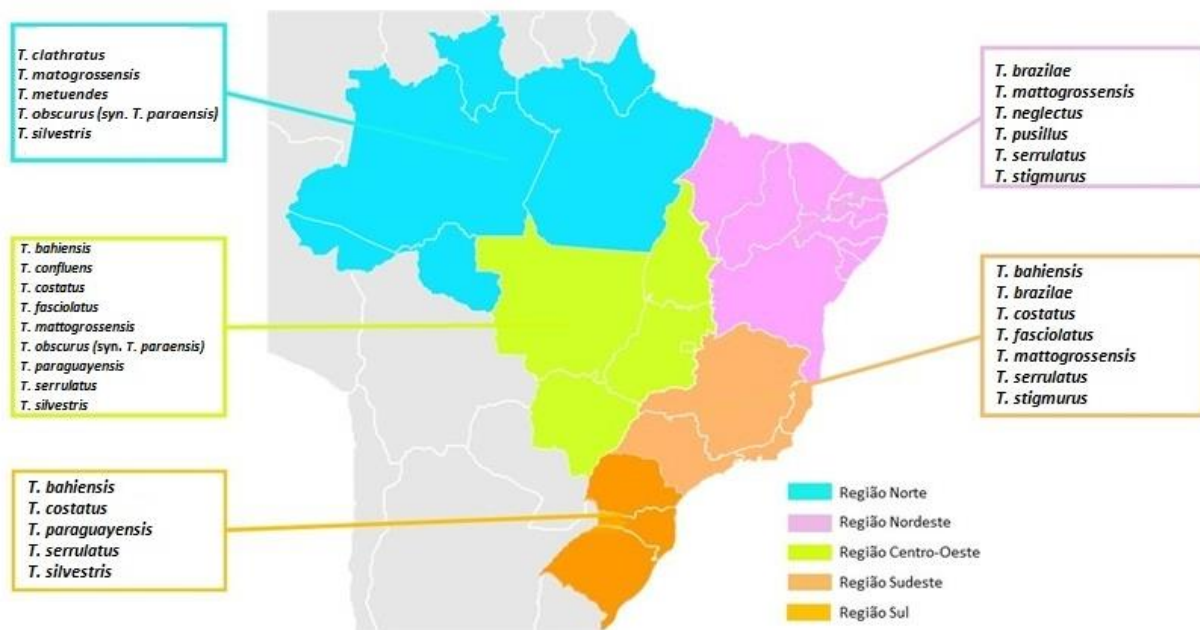 T. clathratus
T. matogrossensis
T. metuendes
T. obscurus (syn. T. paraensis)
T. silvestris
T. bahiensis
T. confluens
T. costatus
T. fasciolatus
T. mattogrossensis
T. obscurus (syn. T. paraensis)
T. paraguayensis
T. serrulatus
T. silvestris
T. bahiensis
T. costatus
T. paraguayensis
T. serrulatus
T. silvestris
T. brazilae
T. mattogrossensis
T. neglectus
T. pusillus
T. serrulatus
T. stigmurus
T. bahiensis
T. brazilae
T. costatus
T. fasciolatus
T. mattogrossensis
T. serrulatus
T. stigmurus
Região Norte
Região Nordeste
Região Centro-Oeste
Região Sudeste
Região Sul